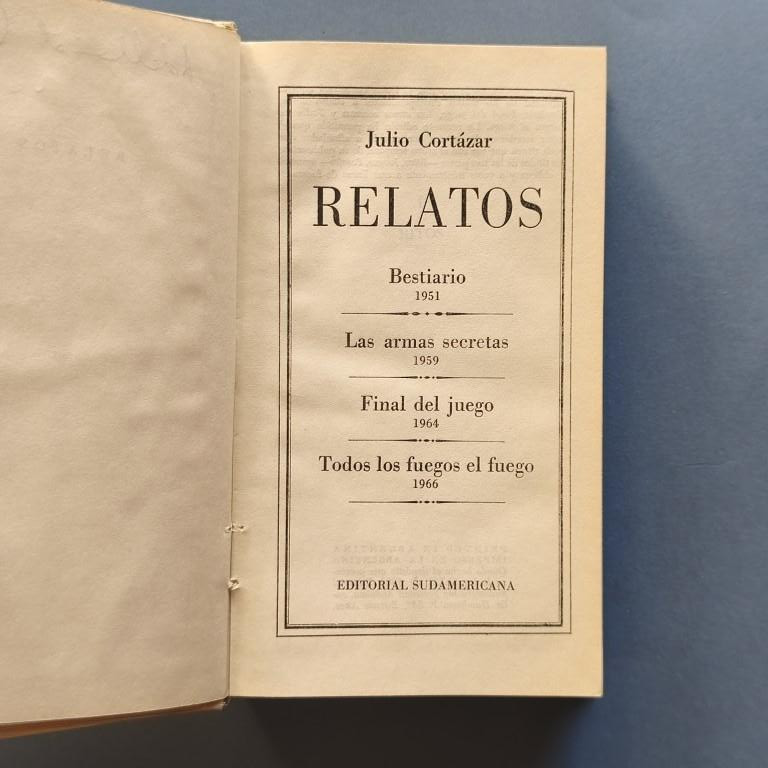 Julio Cortázar
RELATOS
Bestiario
1951
Las armas secretas
1959
Final del juego
1964
Todos los fuegos el fuego
1966
EDITORIAL SUDAMERICANA